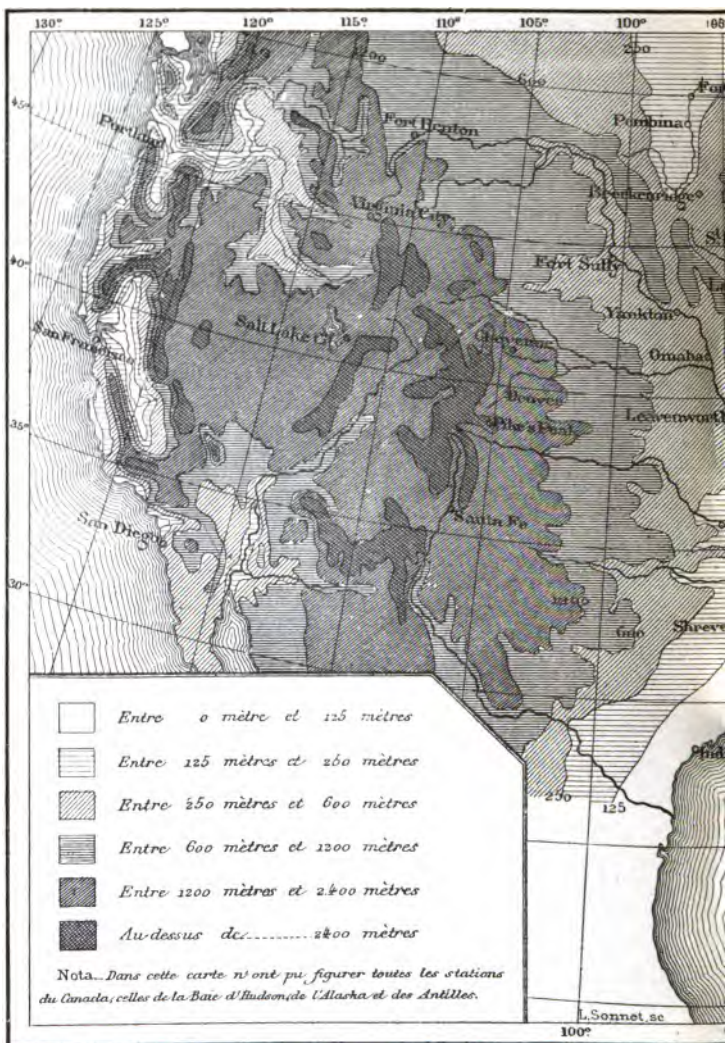 130° 125° 120° 115° 110° 105° 100°
1200
250
600
45°
Pembina
Fort Benton
Portland
Breckenridge
Virginia City
40°
Fort Sully
Yankton
Salt Lake Ct.
Cheyenne
San Francisco
Omaha
Denver
Leavenworth
35°
Pike's Peak
Santa Fe
San Diego
30°
1200
600
Shreve
Entre 0 mètre et 125 mètres
Entre 125 mètres et 250 mètres
Entre 250 mètres et 600 mètres
250
125
Entre 600 mètres et 1200 mètres
Entre 1200 mètres et 2400 mètres
Au-dessus de 2400 mètres
Nota_ Dans cette carte n'ont pu figurer toutes les stations
du Canada, celles de la Baie d'Hudson, de l'Alaska et des Antilles.
L. Sonnet, sc
100°